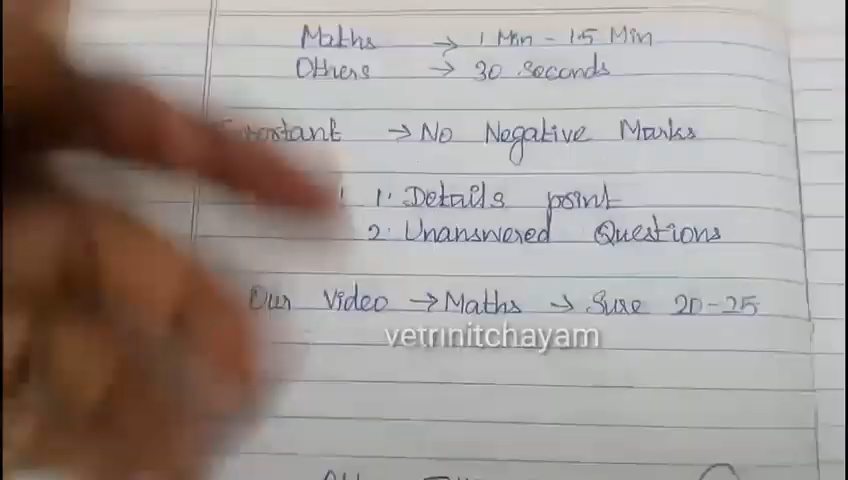 Maths → 1 Min - 1.5 Min
Others → 30 seconds
→ No Negative Marks
1. Details point
2. Unanswered Questions
Our Video → Maths → Sure 20-25
vetrinitchayam